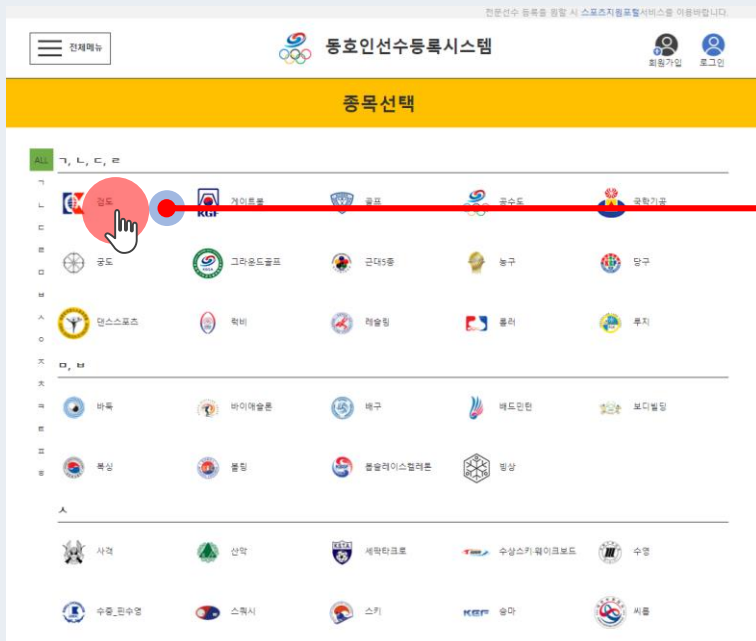 전문선수 등록을 원할 시 스포츠지원포털서비스를 이용바랍니다.
전체메뉴
동호인선수등록시스템
회원가입 로그인
종목선택
ALL ㄱ, ㄴ, ㄷ, ㄹ
ㄱ
ㄴ
ㄷ
ㄹ
ㅁ
ㅂ
ㅅ
ㅇ
ㅈ
ㅊ
ㅋ
ㅌ
ㅍ
ㅎ
검도 KGF 게이트볼 골프 공수도 국학기공
궁도 그라운드골프 근대5종 농구 당구
댄스스포츠 럭비 레슬링 롤러 루지
ㅁ, ㅂ
바둑 바이애슬론 배구 배드민턴 보디빌딩
복싱 볼링 봅슬레이스켈레톤 빙상
ㅅ
사격 산악 세팍타크로 수상스키·웨이크보드 수영
수중_핀수영 스쿼시 스키 KEF 승마 씨름